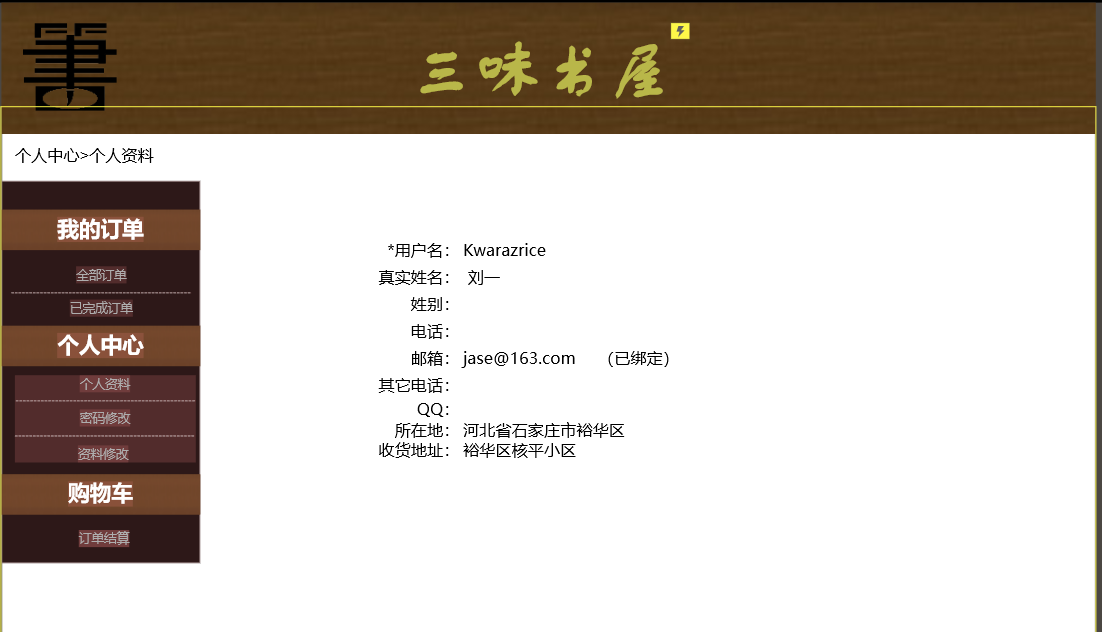 三味书屋
个人中心>个人资料
我的订单
全部订单
已完成订单
个人中心
个人资料
密码修改
资料修改
购物车
订单结算
*用户名： Kwarazrice
真实姓名： 刘一
姓别：
电话：
邮箱： jase@163.com （已绑定）
其它电话：
QQ：
所在地： 河北省石家庄市裕华区
收货地址： 裕华区核平小区